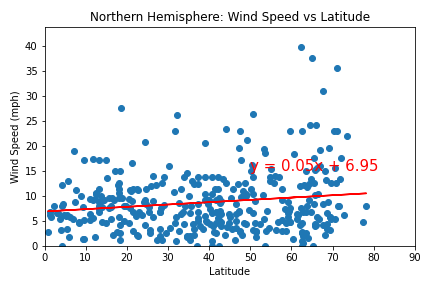 Northern Hemisphere: Wind Speed vs Latitude
Wind Speed (mph)
40
35
30
25
20
15
10
5
0
y = 0.05x + 6.95
0 10 20 30 40 50 60 70 80 90
Latitude